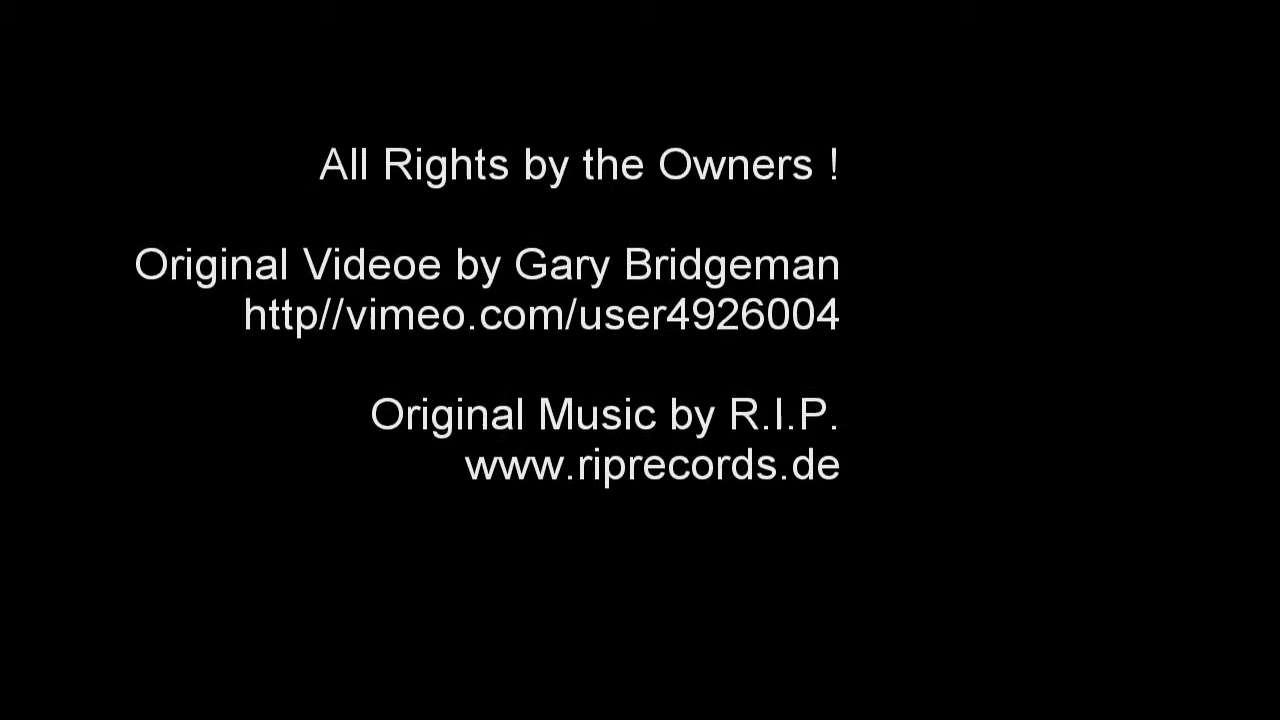 All Rights by the Owners !
Original Videoe by Gary Bridgeman
http//vimeo.com/user4926004
Original Music by R.I.P.
www.riprecords.de